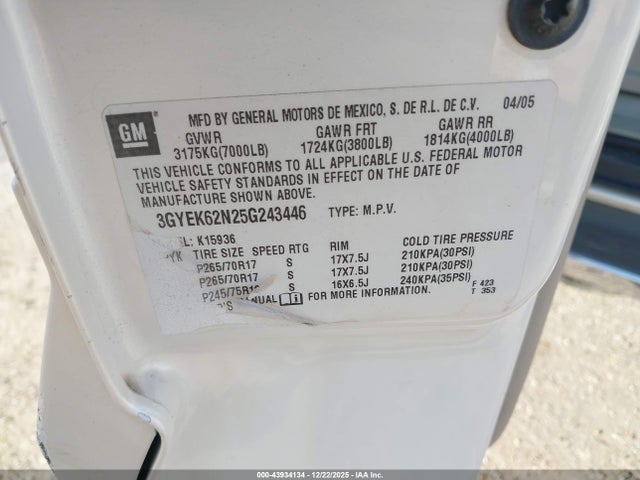 GM
MFD BY GENERAL MOTORS DE MEXICO, S. DE R.L. DE C.V. 04/05
GVWR GAWR FRT GAWR RR
3175KG(7000LB) 1724KG(3800LB) 1814KG(4000LB)
THIS VEHICLE CONFORMS TO ALL APPLICABLE U.S. FEDERAL MOTOR
VEHICLE SAFETY STANDARDS IN EFFECT ON THE DATE OF
MANUFACTURE SHOWN ABOVE.
3GYEK62N25G243446 TYPE: M.P.V.
L: K15936
TIRE SIZE SPEED RTG RIM COLD TIRE PRESSURE
P265/70R17 S 17X7.5J 210KPA(30PSI)
P265/70R17 S 17X7.5J 210KPA(30PSI)
P245/75R16 S 16X6.5J 240KPA(35PSI) F 423
'S MANUAL FOR MORE INFORMATION. T 353
00-43934134 - 12/22/2025 - IAA Inc.